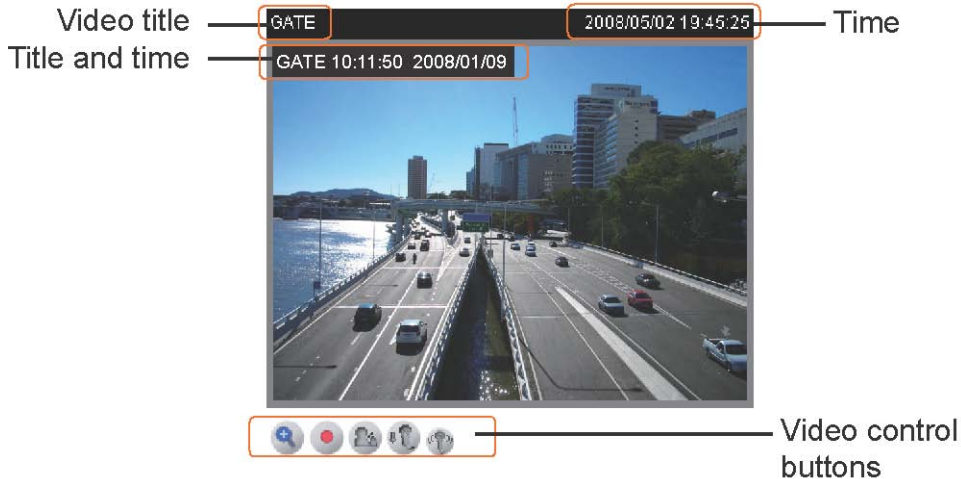 Video title
GATE
2008/05/02 19:45:25
Time
Title and time
GATE 10:11:50 2008/01/09
Video control
buttons